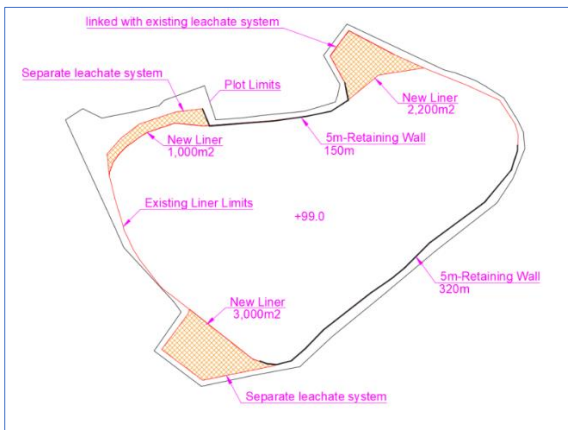 linked with existing leachate system
Separate leachate system
Plot Limits
New Liner
2,200m2
New Liner
1,000m2
5m-Retaining Wall
150m
Existing Liner Limits
+99.0
5m-Retaining Wall
320m
New Liner
3,000m2
Separate leachate system